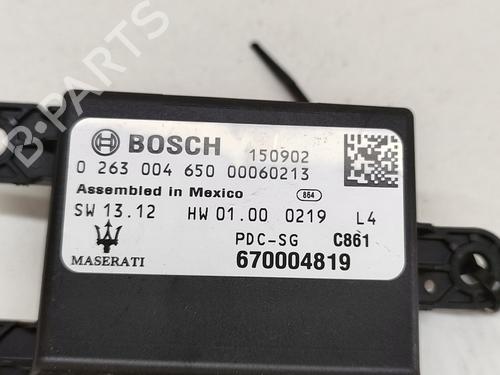 BOSCH 150902
0 263 004 650 00060213
Assembled in Mexico 864
SW 13.12 HW 01.00 0219 L4
PDC-SG C861
MASERATI 670004819
B-PARTS